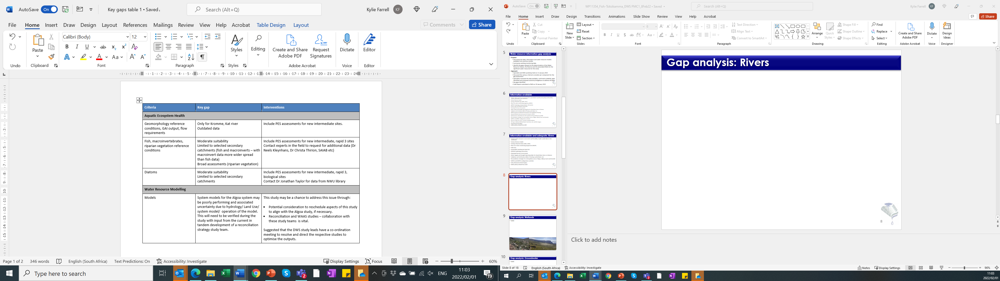 AutoSave On Key gaps table 1 • Saved Search (Alt+Q) Kylie Farrell KF
File Home Insert Draw Design Layout References Mailings Review View Help Acrobat Table Design Layout Comments Share
Calibri (Body) 12
Paste Styles Editing Create and Share Adobe PDF Request Signatures Dictate Editor
Undo Clipboard Font Paragraph Styles Adobe Acrobat Voice Editor
Criteria Key gap Interventions
Aquatic Ecosystem Health
Geomorphology reference conditions, GAI output, flow requirements
Only for Kromme, Kat river
Outdated data
Include PES assessments for new intermediate sites.
Fish, macroinvertebrates, riparian vegetation reference conditions
Moderate suitability
Limited to selected secondary
catchments (fish and macroinverts – with
macroinvert data more wider spread
than fish data)
Broad assessments (riparian vegetation)
Include PES assessments for new intermediate, rapid 3 sites
Contact experts in the field to request for additional data (Dr
Neels Kleynhans, Dr Christa Thirion, SAIAB etc)
Diatoms
Moderate suitability
Limited to selected secondary
catchments
Include PES assessments for new intermediate, rapid 3,
biological sites
Contact Dr Jonathan Taylor for data from NWU library
Water Resource Modelling
Models
System models for the Algoa system may
be poorly performing and associated
uncertainty due to hydrology/ Land Use/
system model/ operation of the model.
This will need to be verified during the
study with input from the current in
tandem development of a reconciliation
strategy study team.
This study may be a chance to address this issue through:
• Potential consideration to reschedule aspects of this study
to align with the Algoa study, if necessary.
• Reconciliation and WAAS studies – collaboration with
these study teams is vital.
Suggested that the DWS study leads have a co-ordination
meeting to resolve and direct the respective studies to
optimise the outputs.
Page 1 of 2 346 words English (South Africa) Text Predictions: On Accessibility: Investigate Display Settings Focus 60%
Type here to search ENG 11:03 2022/02/01 19
AutoSave On WP11354_Fish-Tsitsikamma_DWS PMC1_8Feb22 • Saved Search (Alt+Q) Kylie Farrell KF
File Home Insert Draw Design Transitions Animations Slide Show Review View Help Acrobat Share
Paste Cut Copy Format Painter New Slide Layout Reset Section
Text Direction Align Text Convert to SmartArt
Arrange Quick Styles Shape Fill Shape Outline Shape Effects Find Replace Select
Create and Share Adobe PDF Dictate Design Ideas
Undo Clipboard Slides Font Paragraph Drawing Editing Adobe Acrobat Voice Designer
5 Water resource information gap analysis
6 Information available
7 Information available and adequate: Rivers
8 Gap analysis: Rivers
9 Gap analysis: Wetlands
10 Gap analysis: Groundwater
Gap analysis: Rivers
8
Click to add notes
Slide 8 of 18 English (South Africa) Accessibility: Investigate Notes Display Settings 96%
11:03
2022/02/01